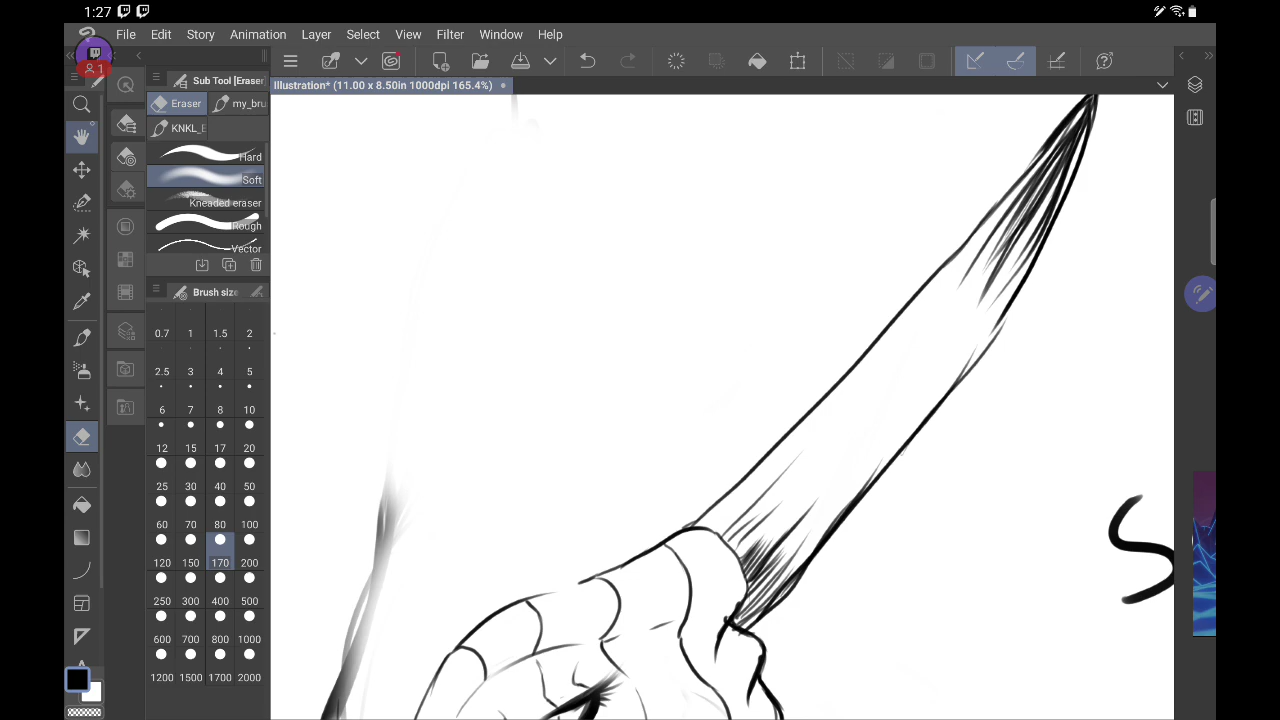 1:27
File Edit Story Animation Layer Select View Filter Window Help
1
Sub Tool [Eraser
Illustration* (11.00 x 8.50in 1000dpi 165.4%)
Eraser my_bru
KNKL_E
Hard
Soft
Kneaded eraser
Rough
Vector
Brush size
0.7 1 1.5 2
2.5 3 4 5
6 7 8 10
12 15 17 20
25 30 40 50
60 70 80 100
120 150 170 200
250 300 400 500
600 700 800 1000
1200 1500 1700 2000
S